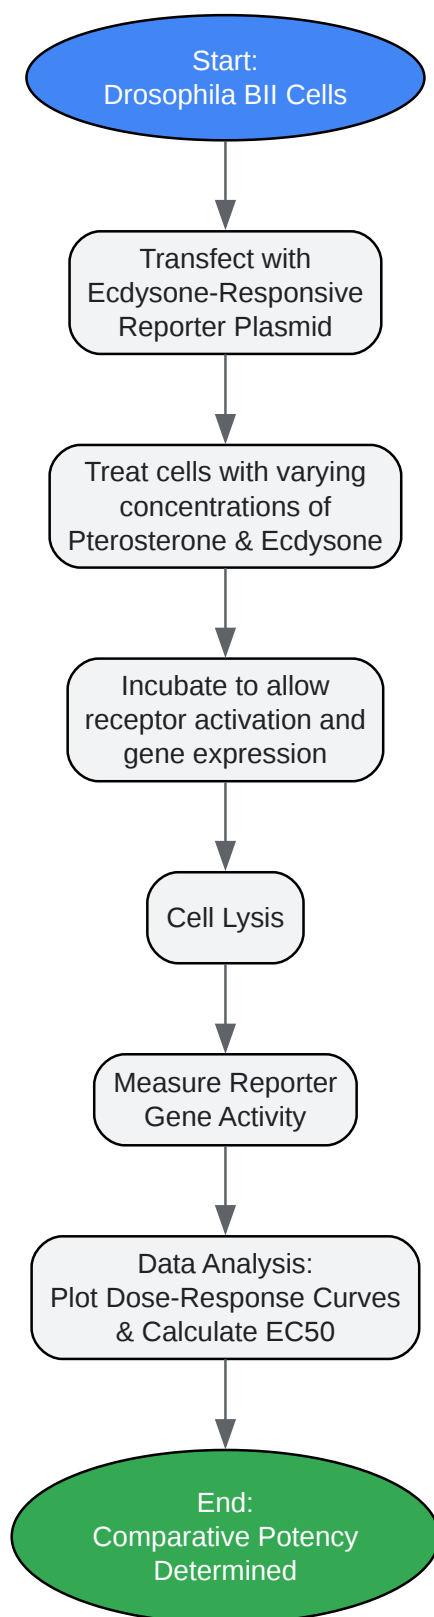 Start:
Drosophila BII Cells
Transfect with
Ecdysone-Responsive
Reporter Plasmid
Treat cells with varying
concentrations of
Pterosterone & Ecdysone
Incubate to allow
receptor activation and
gene expression
Cell Lysis
Measure Reporter
Gene Activity
Data Analysis:
Plot Dose-Response Curves
& Calculate EC50
End:
Comparative Potency
Determined